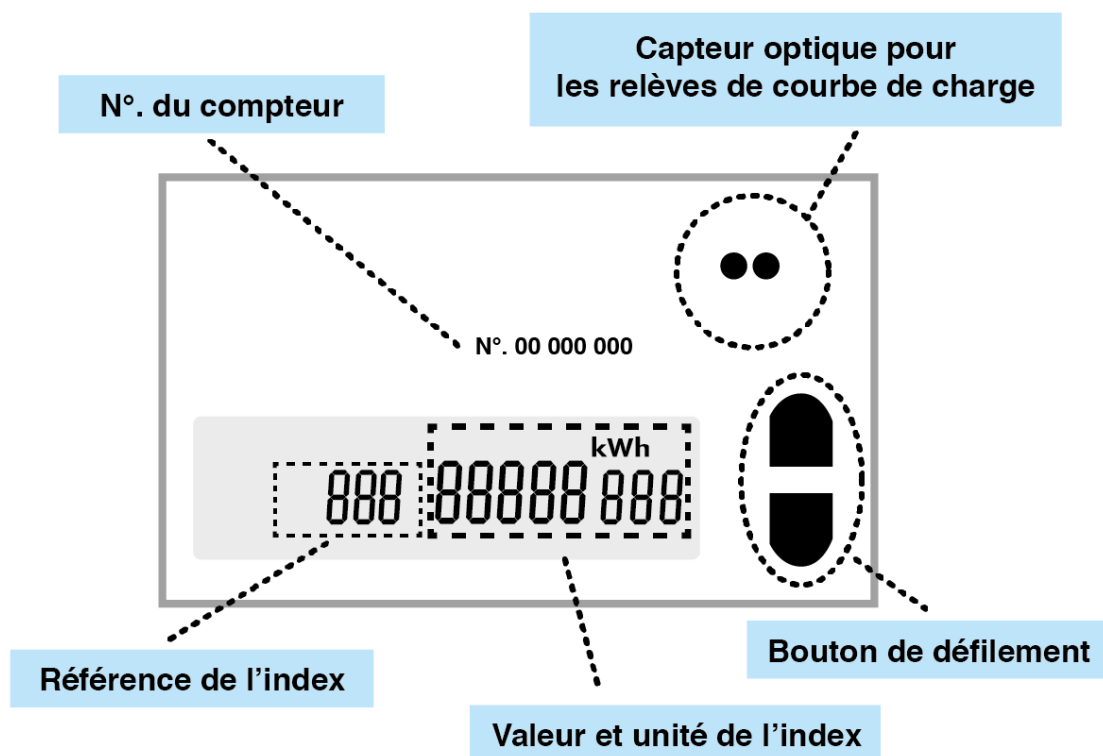 Capteur optique pour
les relèves de courbe de charge
N°. du compteur
N°. 00 000 000
kWh
888 88888 888
Bouton de défilement
Référence de l’index
Valeur et unité de l’index